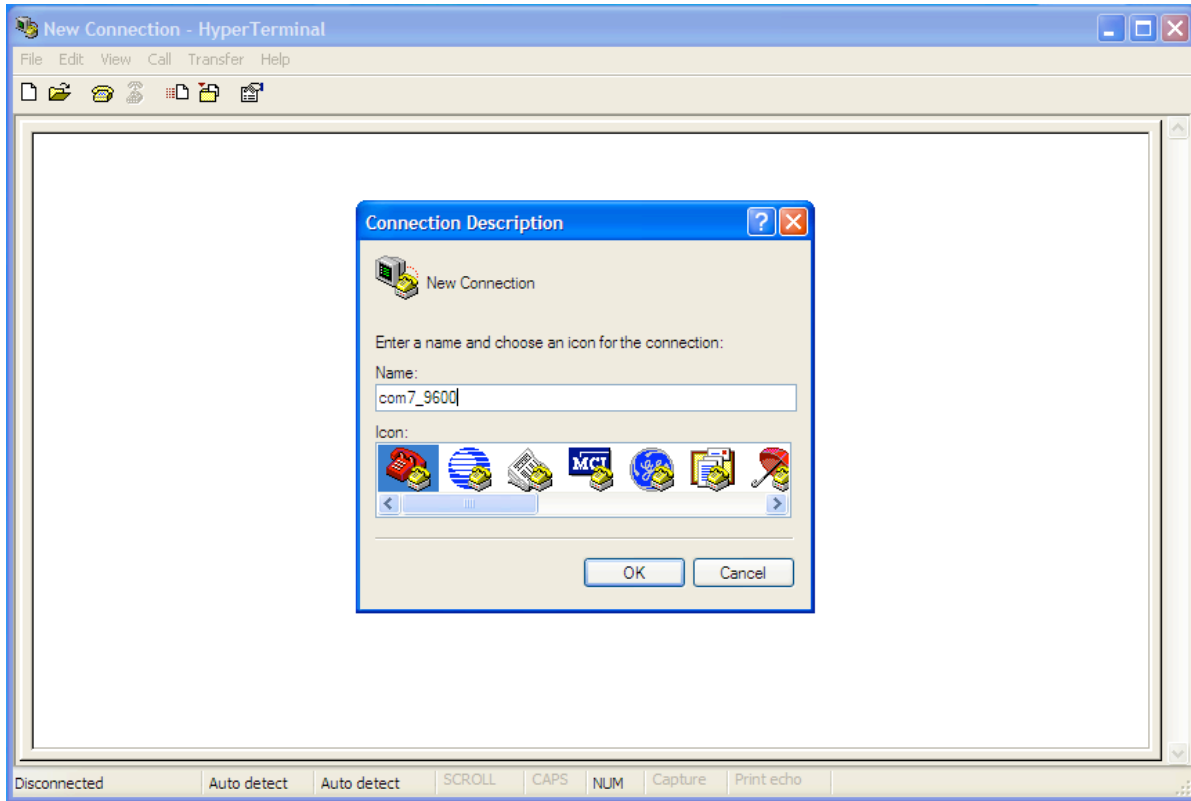 New Connection - HyperTerminal
File Edit View Call Transfer Help
Connection Description
New Connection
Enter a name and choose an icon for the connection:
Name:
com7_9600
Icon:
MCI
OK Cancel
Disconnected Auto detect Auto detect SCROLL CAPS NUM Capture Print echo